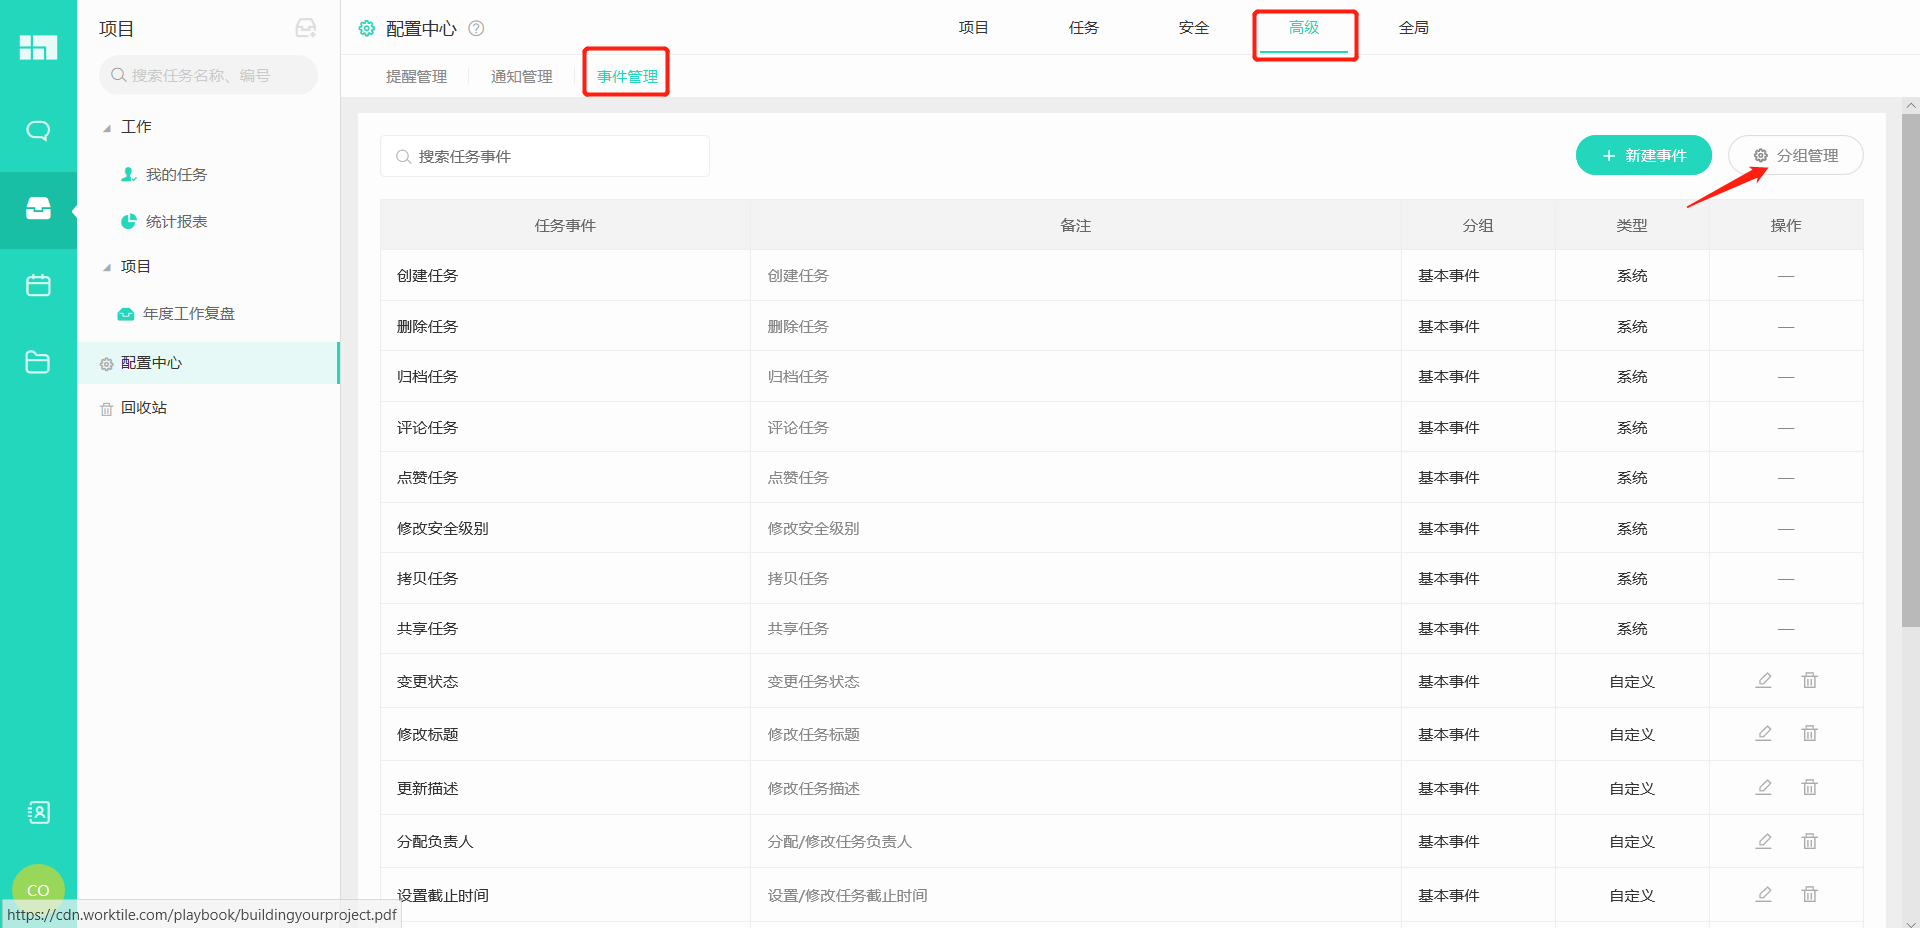 项目
搜索任务名称、编号
工作
我的任务
统计报表
项目
年度工作复盘
配置中心
回收站
CO
https://cdn.worktile.com/playbook/buildingyourproject.pdf
配置中心 ?
项目 任务 安全 高级 全局
提醒管理 通知管理 事件管理
搜索任务事件
+ 新建事件 分组管理
任务事件 备注 分组 类型 操作
创建任务 创建任务 基本事件 系统 —
删除任务 删除任务 基本事件 系统 —
归档任务 归档任务 基本事件 系统 —
评论任务 评论任务 基本事件 系统 —
点赞任务 点赞任务 基本事件 系统 —
修改安全级别 修改安全级别 基本事件 系统 —
拷贝任务 拷贝任务 基本事件 系统 —
共享任务 共享任务 基本事件 系统 —
变更状态 变更任务状态 基本事件 自定义
修改标题 修改任务标题 基本事件 自定义
更新描述 修改任务描述 基本事件 自定义
分配负责人 分配/修改任务负责人 基本事件 自定义
设置截止时间 设置/修改任务截止时间 基本事件 自定义